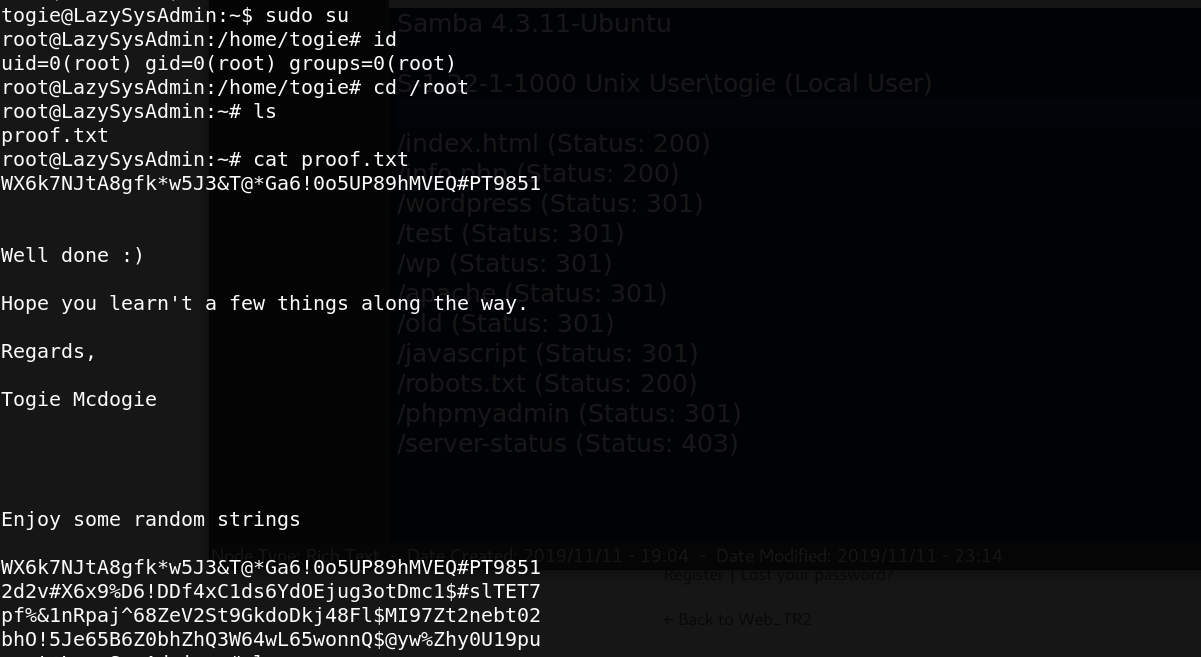 togie@LazySysAdmin:~$ sudo su
root@LazySysAdmin:/home/togie# id
uid=0(root) gid=0(root) groups=0(root)
root@LazySysAdmin:/home/togie# cd /root
root@LazySysAdmin:~# ls
proof.txt
root@LazySysAdmin:~# cat proof.txt
WX6k7NJtA8gfk*w5J3&T@*Ga6!0o5UP89hMVEQ#PT9851
Well done :)
Hope you learn't a few things along the way.
Regards,
Togie Mcdogie
Enjoy some random strings
WX6k7NJtA8gfk*w5J3&T@*Ga6!0o5UP89hMVEQ#PT9851
2d2v#X6x9%D6!DDf4xC1ds6YdOEjug3otDmc1$#slTET7
pf%&1nRpaj^68ZeV2St9GkdoDkj48Fl$MI97Zt2nebt02
bhO!5Je65B6Z0bhZhQ3W64wL65wonnQ$@yw%Zhy0U19pu
Samba 4.3.11-Ubuntu
S-1-22-1-1000 Unix User\togie (Local User)
/index.html (Status: 200)
/info.php (Status: 200)
/wordpress (Status: 301)
/test (Status: 301)
/wp (Status: 301)
/apache (Status: 301)
/old (Status: 301)
/javascript (Status: 301)
/robots.txt (Status: 200)
/phpmyadmin (Status: 301)
/server-status (Status: 403)
Node Type: Rich Text - Date Created: 2019/11/11 - 19:04 - Date Modified: 2019/11/11 - 23:14
Register | Lost your password?
← Back to Web_TR2